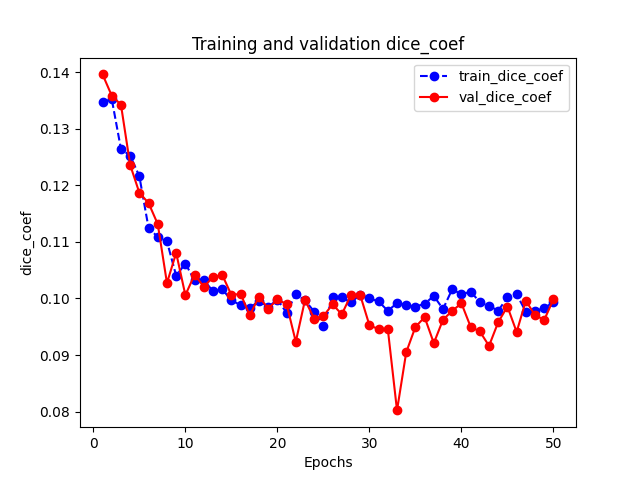 Training and validation dice_coef
train_dice_coef
val_dice_coef
dice_coef
0.14
0.13
0.12
0.11
0.10
0.09
0.08
0 10 20 30 40 50
Epochs